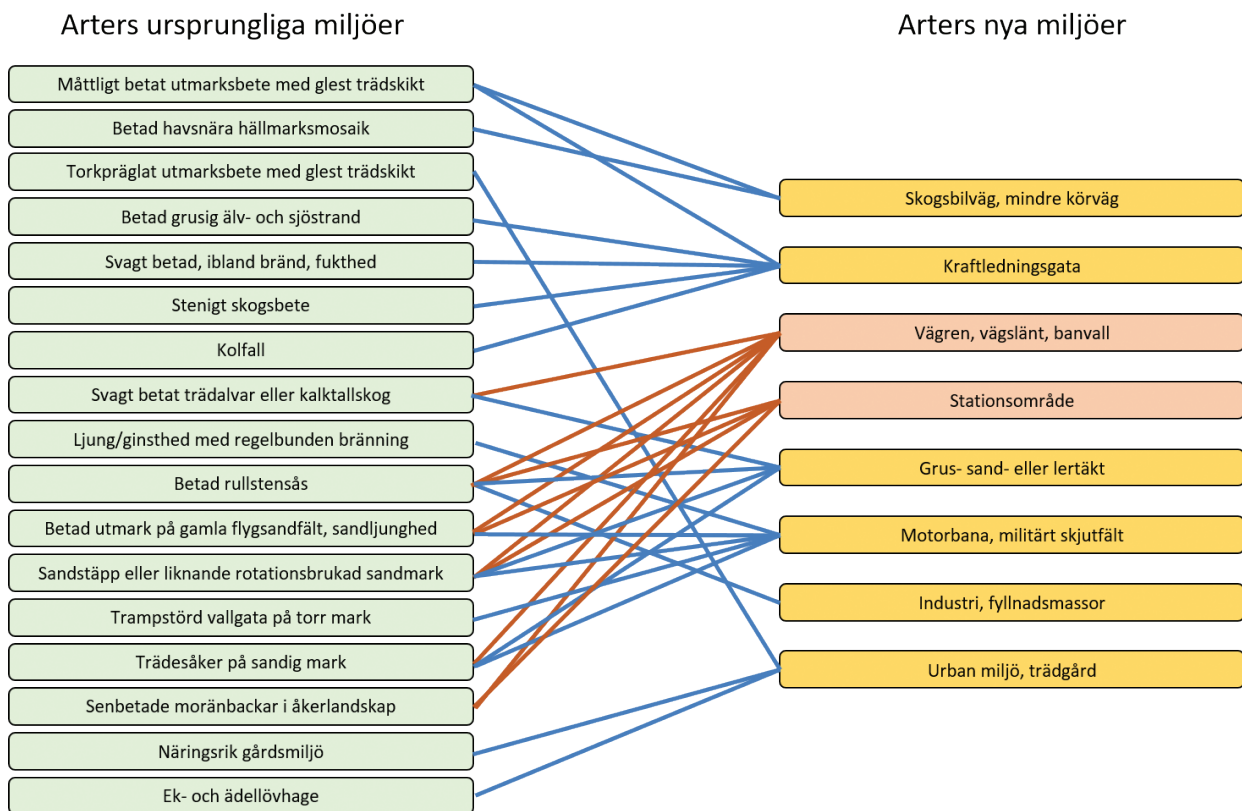 Arters ursprungliga miljöer
Måttligt betat utmarksbete med glest trädskikt
Betad havsnära hällmarksmosaik
Torkpräglat utmarksbete med glest trädskikt
Betad grusig älv- och sjöstrand
Svagt betad, ibland bränd, fukthed
Stenigt skogsbete
Kolfall
Svagt betat trädalvar eller kalktallskog
Ljung/ginsthed med regelbunden bränning
Betad rullstensås
Betad utmark på gamla flygsandfält, sandljunghed
Sandstäpp eller liknande rotationsbrukad sandmark
Trampstörd vallgata på torr mark
Trädesåker på sandig mark
Senbetade moränbackar i åkerlandskap
Näringsrik gårdsmiljö
Ek- och ädellövhage
Arters nya miljöer
Skogsbilväg, mindre körväg
Kraftledningsgata
Vägren, vägslänt, banvall
Stationsområde
Grus- sand- eller lertäkt
Motorbana, militärt skjutfält
Industri, fyllnadsmassor
Urban miljö, trädgård